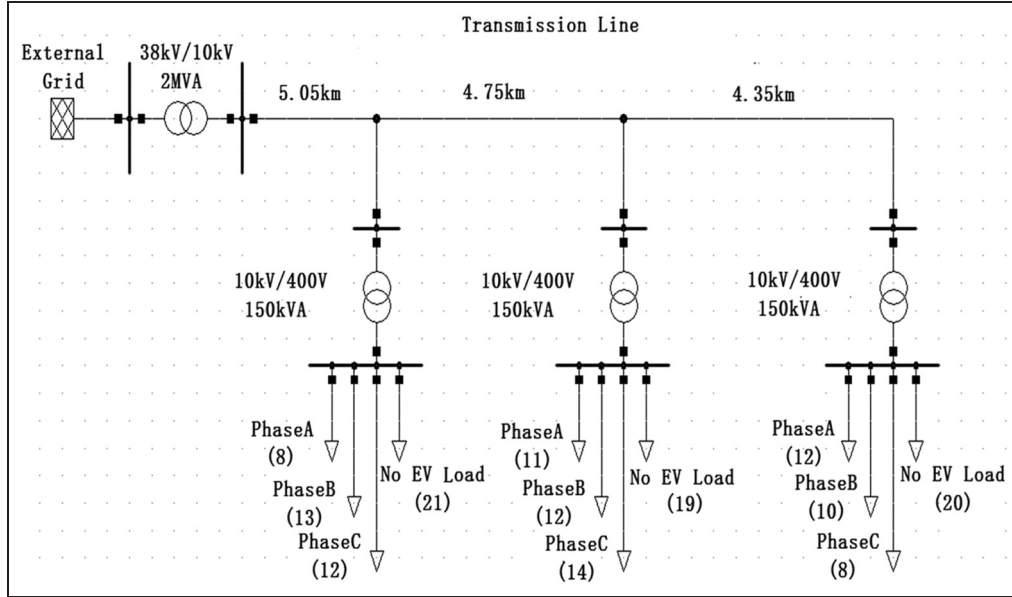 Transmission Line
External
Grid
38kV/10kV
2MVA
5.05km
4.75km
4.35km
10kV/400V
150kVA
10kV/400V
150kVA
10kV/400V
150kVA
PhaseA
(8)
PhaseB
(13)
PhaseC
(12)
No EV Load
(21)
PhaseA
(11)
PhaseB
(12)
PhaseC
(14)
No EV Load
(19)
PhaseA
(12)
PhaseB
(10)
PhaseC
(8)
No EV Load
(20)